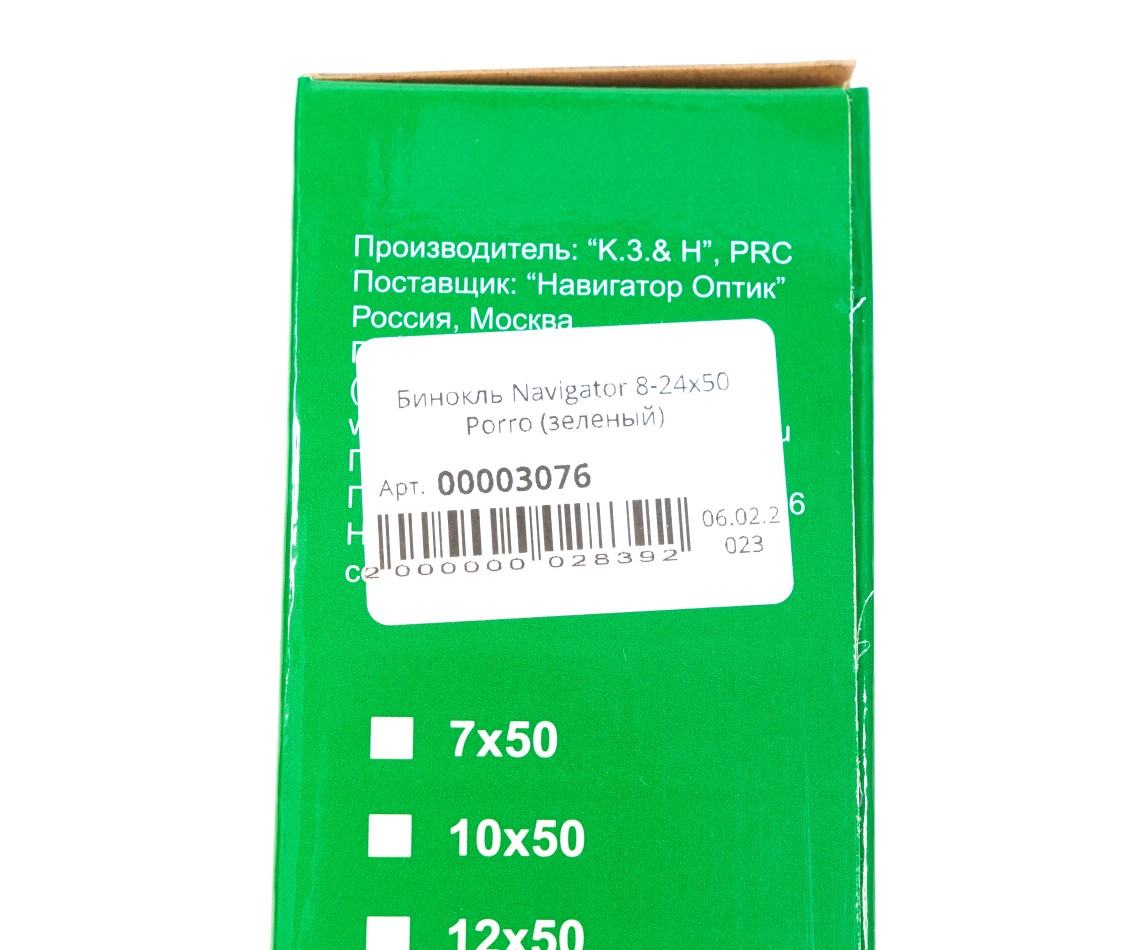 Производитель: “K.3.& H”, PRC
Поставщик: “Навигатор Оптик”
Россия, Москва
Бинокль Navigator 8-24x50
Porro (зеленый)
Арт. 00003076
06.02.2
023
2 000000 028392
7x50
10x50
12x50